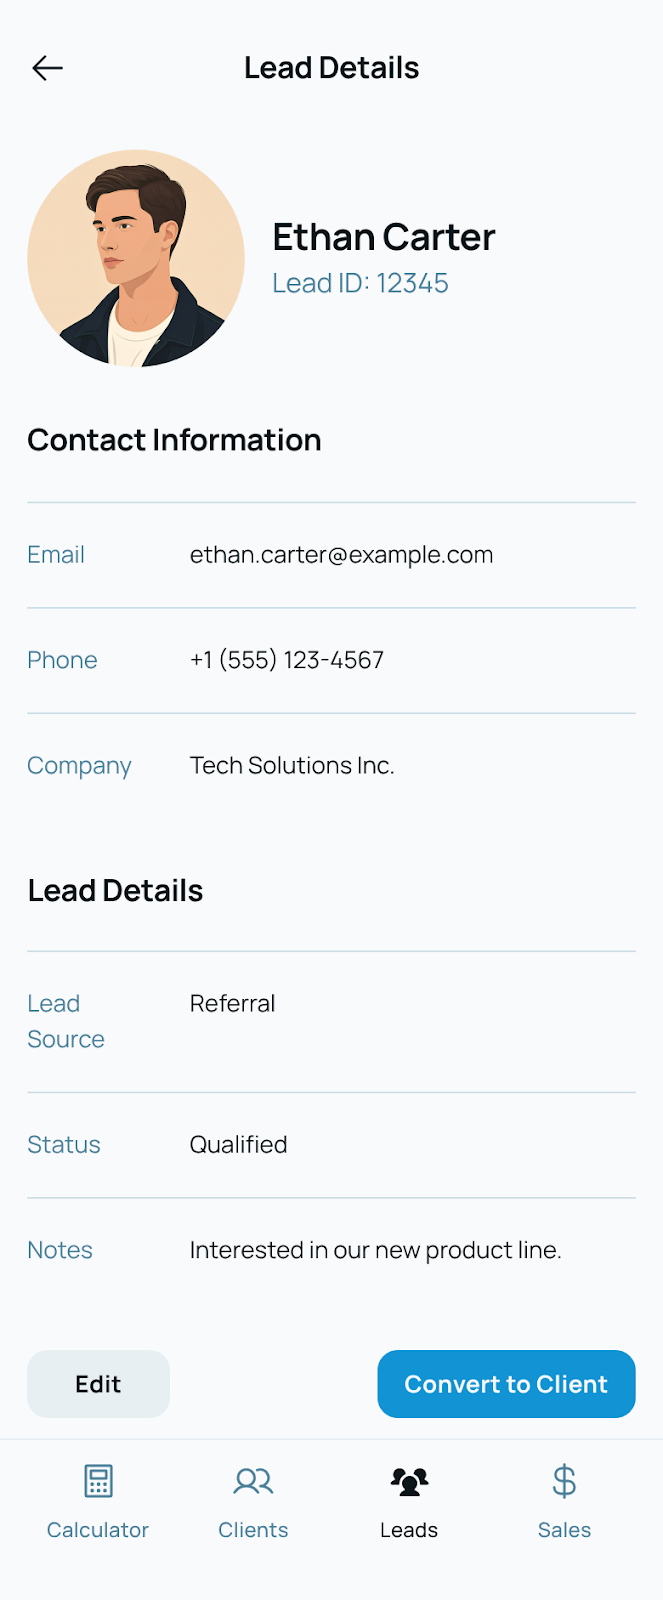 Lead Details
Ethan Carter
Lead ID: 12345
Contact Information
Email ethan.carter@example.com
Phone +1 (555) 123-4567
Company Tech Solutions Inc.
Lead Details
Lead Referral
Source
Status Qualified
Notes Interested in our new product line.
Edit Convert to Client
Calculator Clients Leads Sales